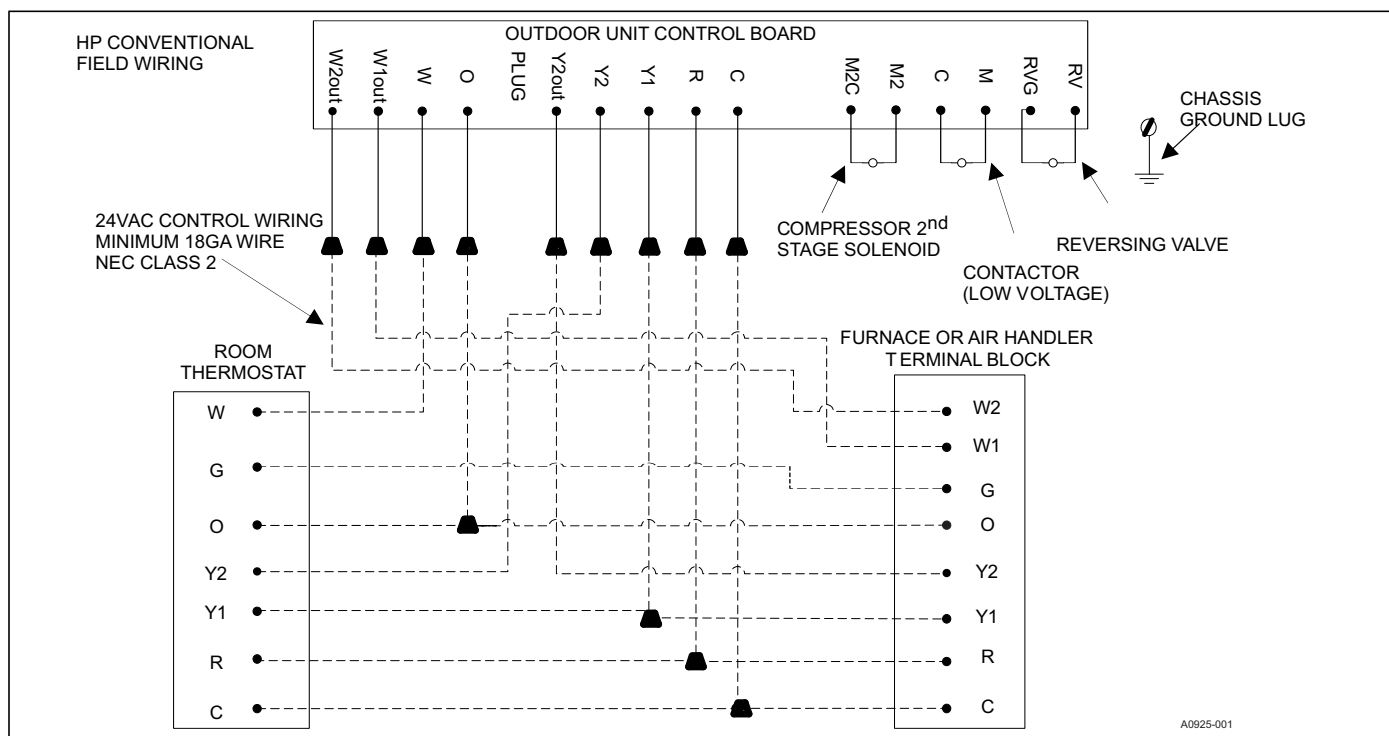 HP CONVENTIONAL
FIELD WIRING
OUTDOOR UNIT CONTROL BOARD
W2out
W1out
W
O
PLUG
Y2out
Y2
Y1
R
C
M2C
M2
C
M
RVG
RV
CHASSIS
GROUND LUG
24VAC CONTROL WIRING
MINIMUM 18GA WIRE
NEC CLASS 2
COMPRESSOR 2nd
STAGE SOLENOID
REVERSING VALVE
CONTACTOR
(LOW VOLTAGE)
ROOM
THERMOSTAT
W
G
O
Y2
Y1
R
C
FURNACE OR AIR HANDLER
TERMINAL BLOCK
W2
W1
G
O
Y2
Y1
R
C
A0925-001